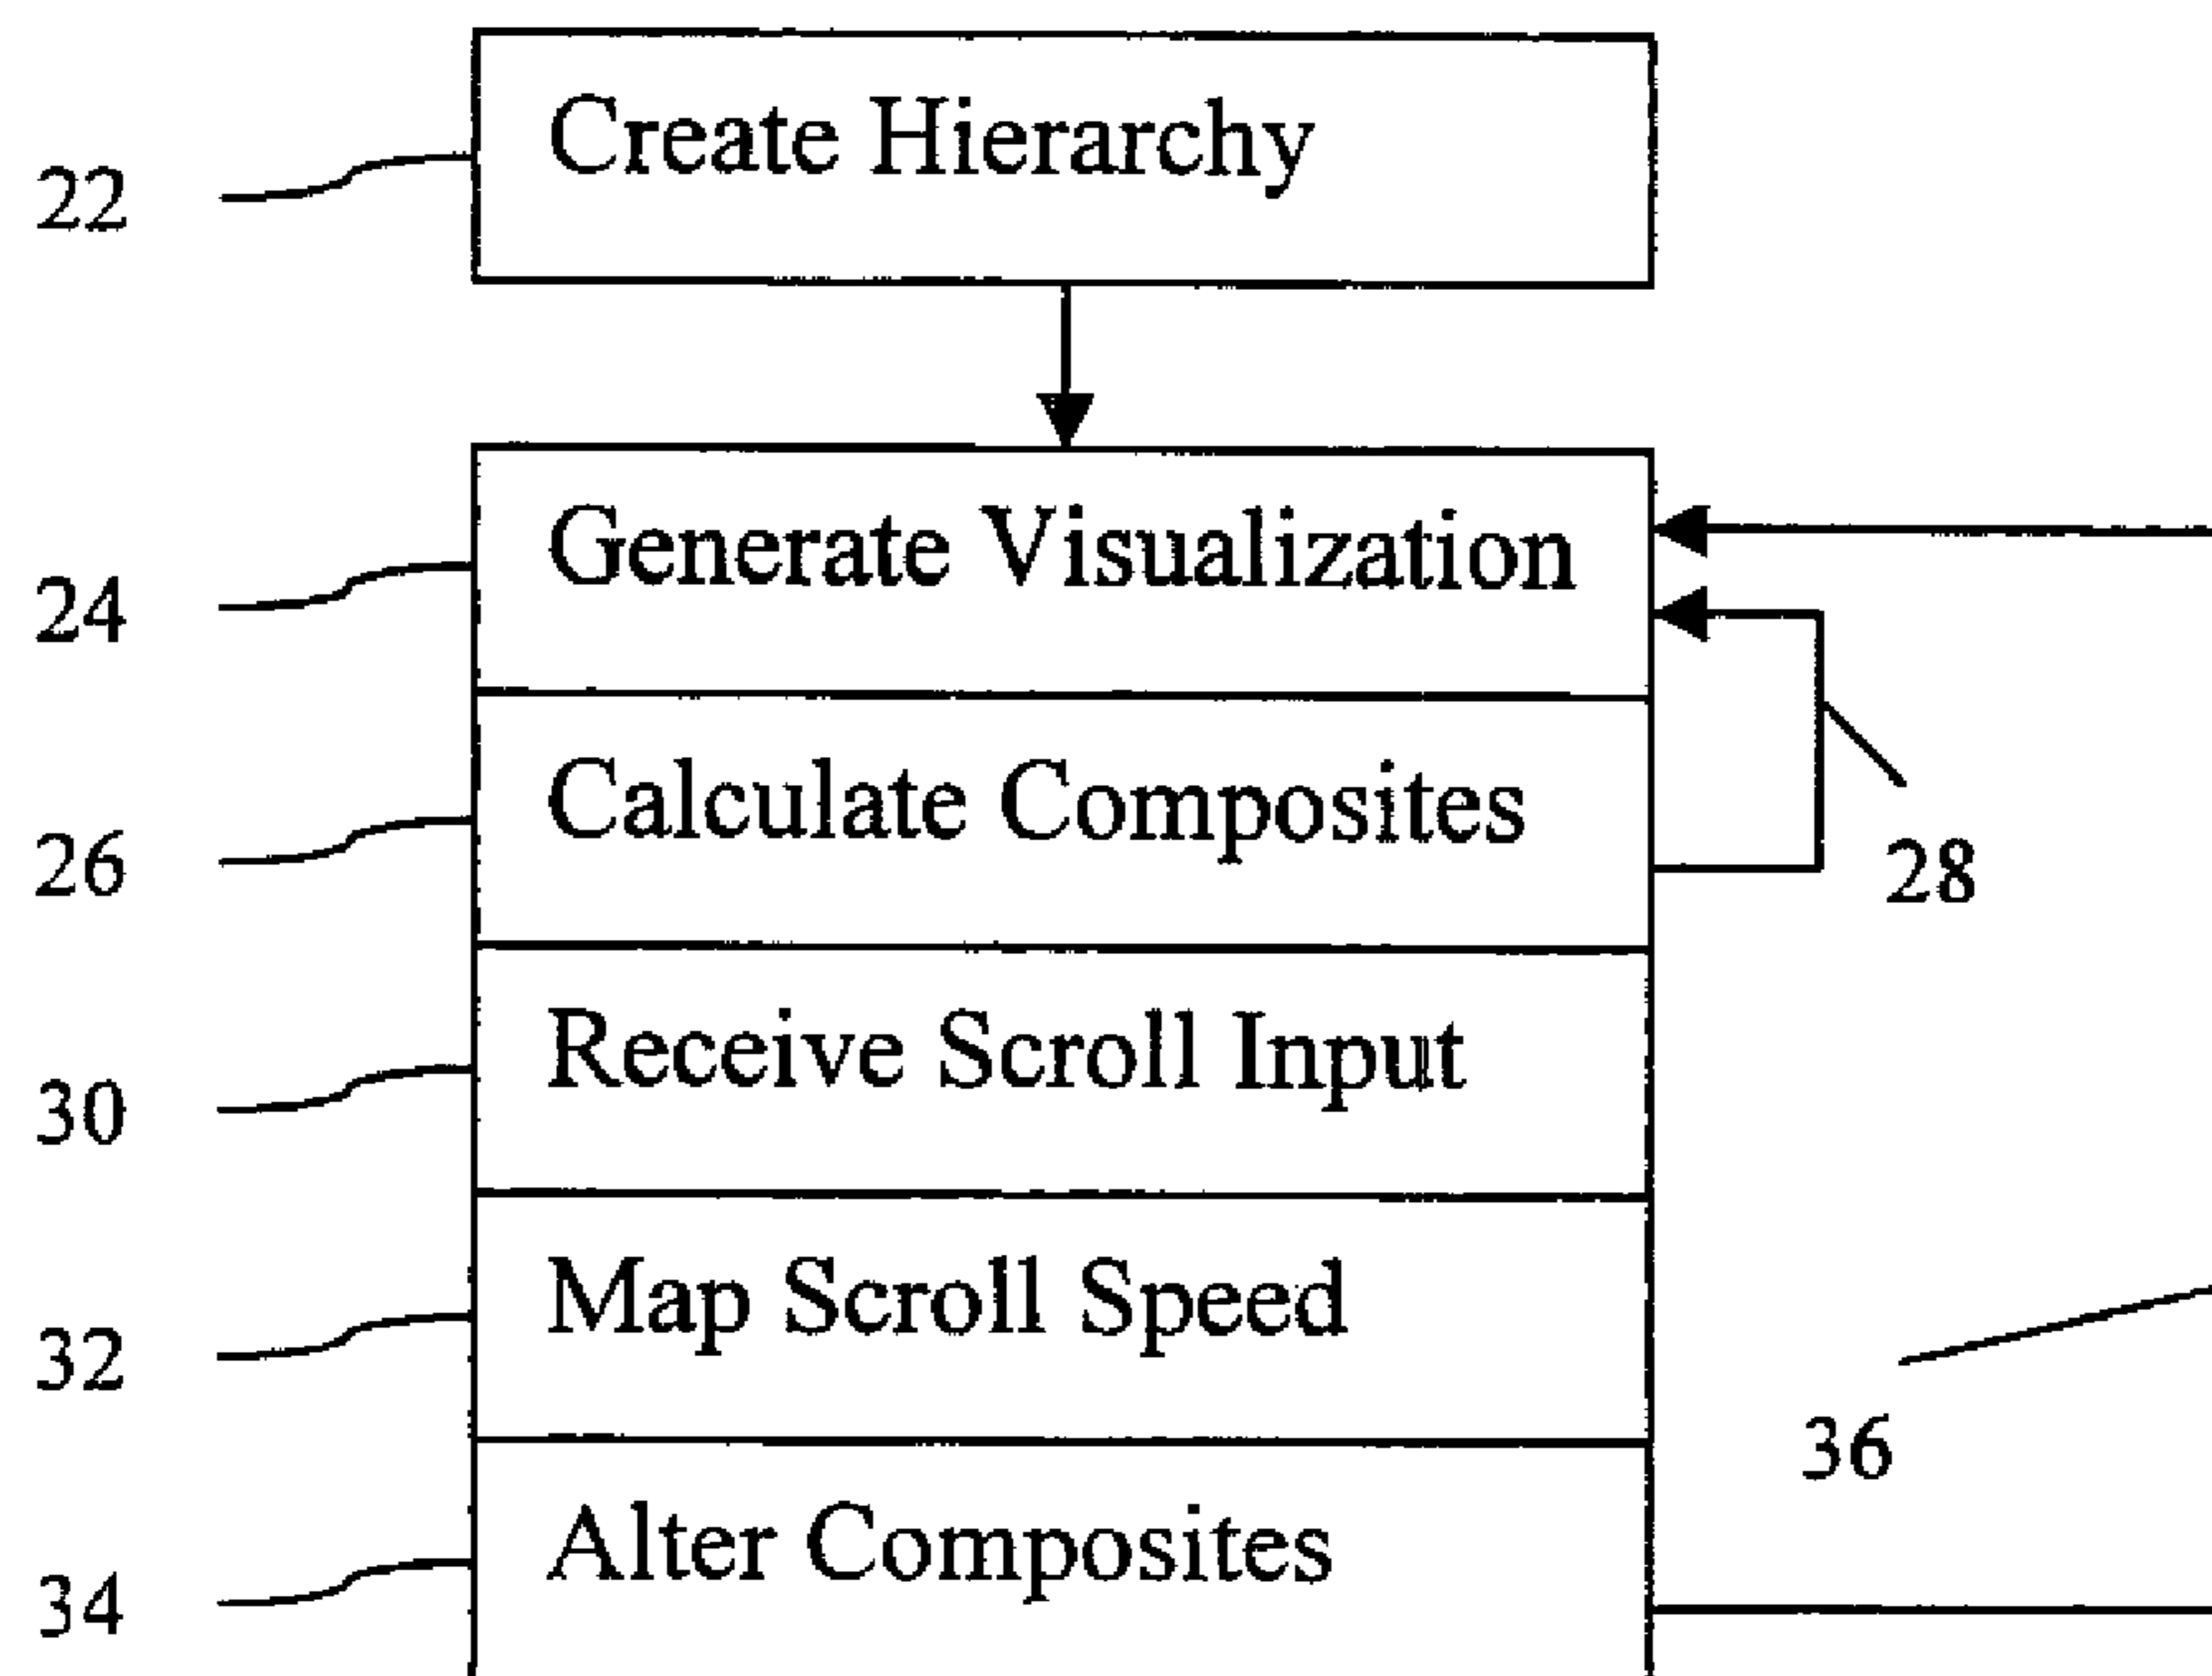 Create Hierarchy
22
Generate Visualization
24
Calculate Composites
26
28
Receive Scroll Input
30
Map Scroll Speed
32
36
Alter Composites
34